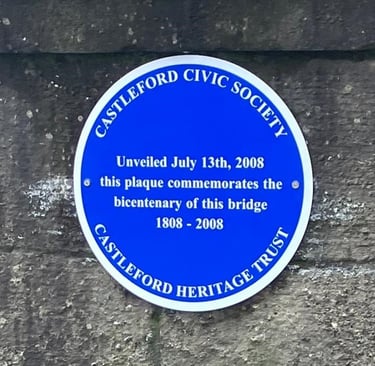 CASTLEFORD CIVIC SOCIETY
Unveiled July 13th, 2008
this plaque commemorates the
bicentenary of this bridge
1808 - 2008
CASTLEFORD HERITAGE TRUST